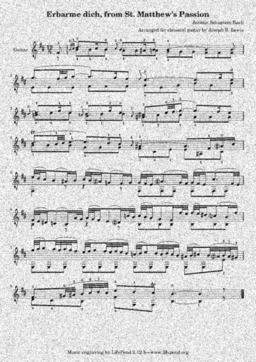 Erbarme dich, from St. Matthew's Passion
Johann Sebastian Bach
Arranged for classical guitar by Joseph R. Lewis
Guitar
Music engraving by LilyPond 2.12.3—www.lilypond.org